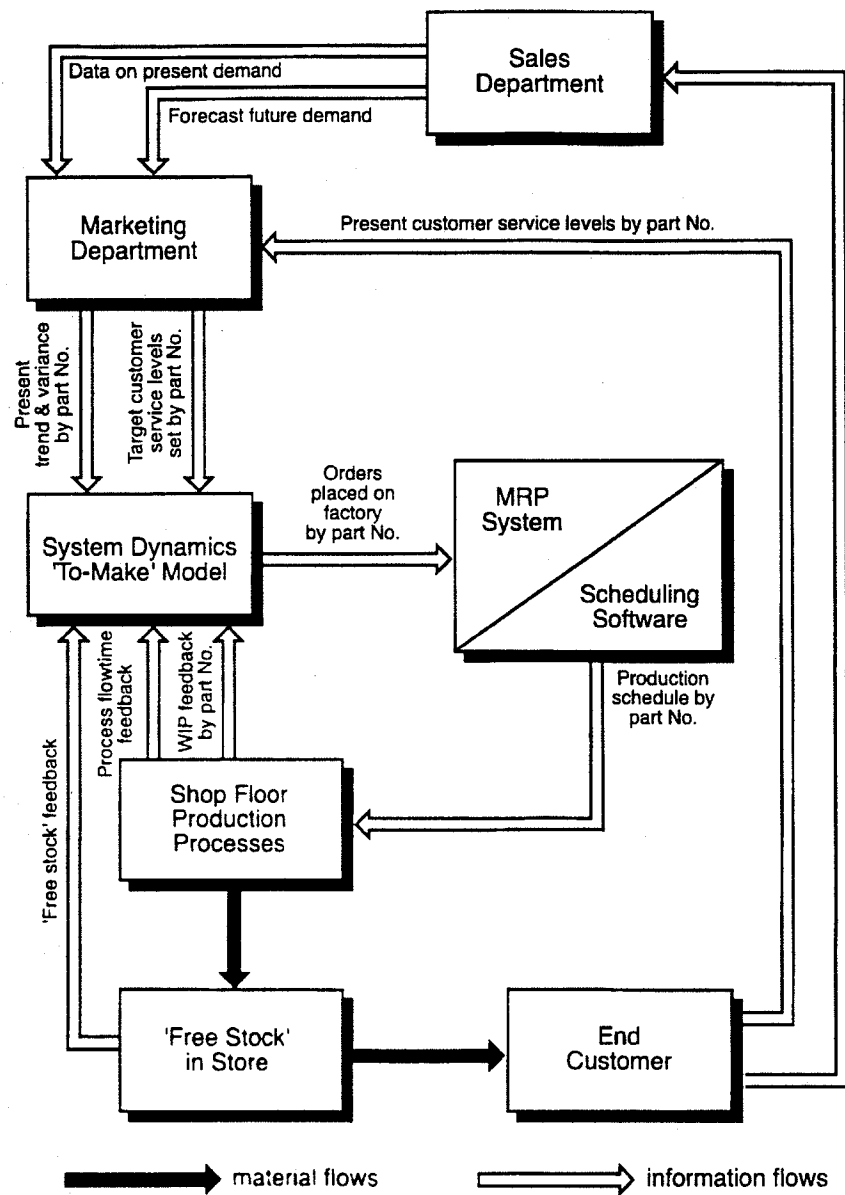 Sales
Department
Data on present demand
Forecast future demand
Marketing
Department
Present customer service levels by part No.
Present
trend & variance
by part No.
Target customer
service levels
set by part No.
Orders
placed on
factory
by part No.
MRP
System
Scheduling
Software
System Dynamics
'To-Make' Model
'Free stock' feedback
Process flowtime
feedback
WIP feedback
by part No.
Production
schedule by
part No.
Shop Floor
Production
Processes
'Free Stock'
in Store
End
Customer
material flows
information flows